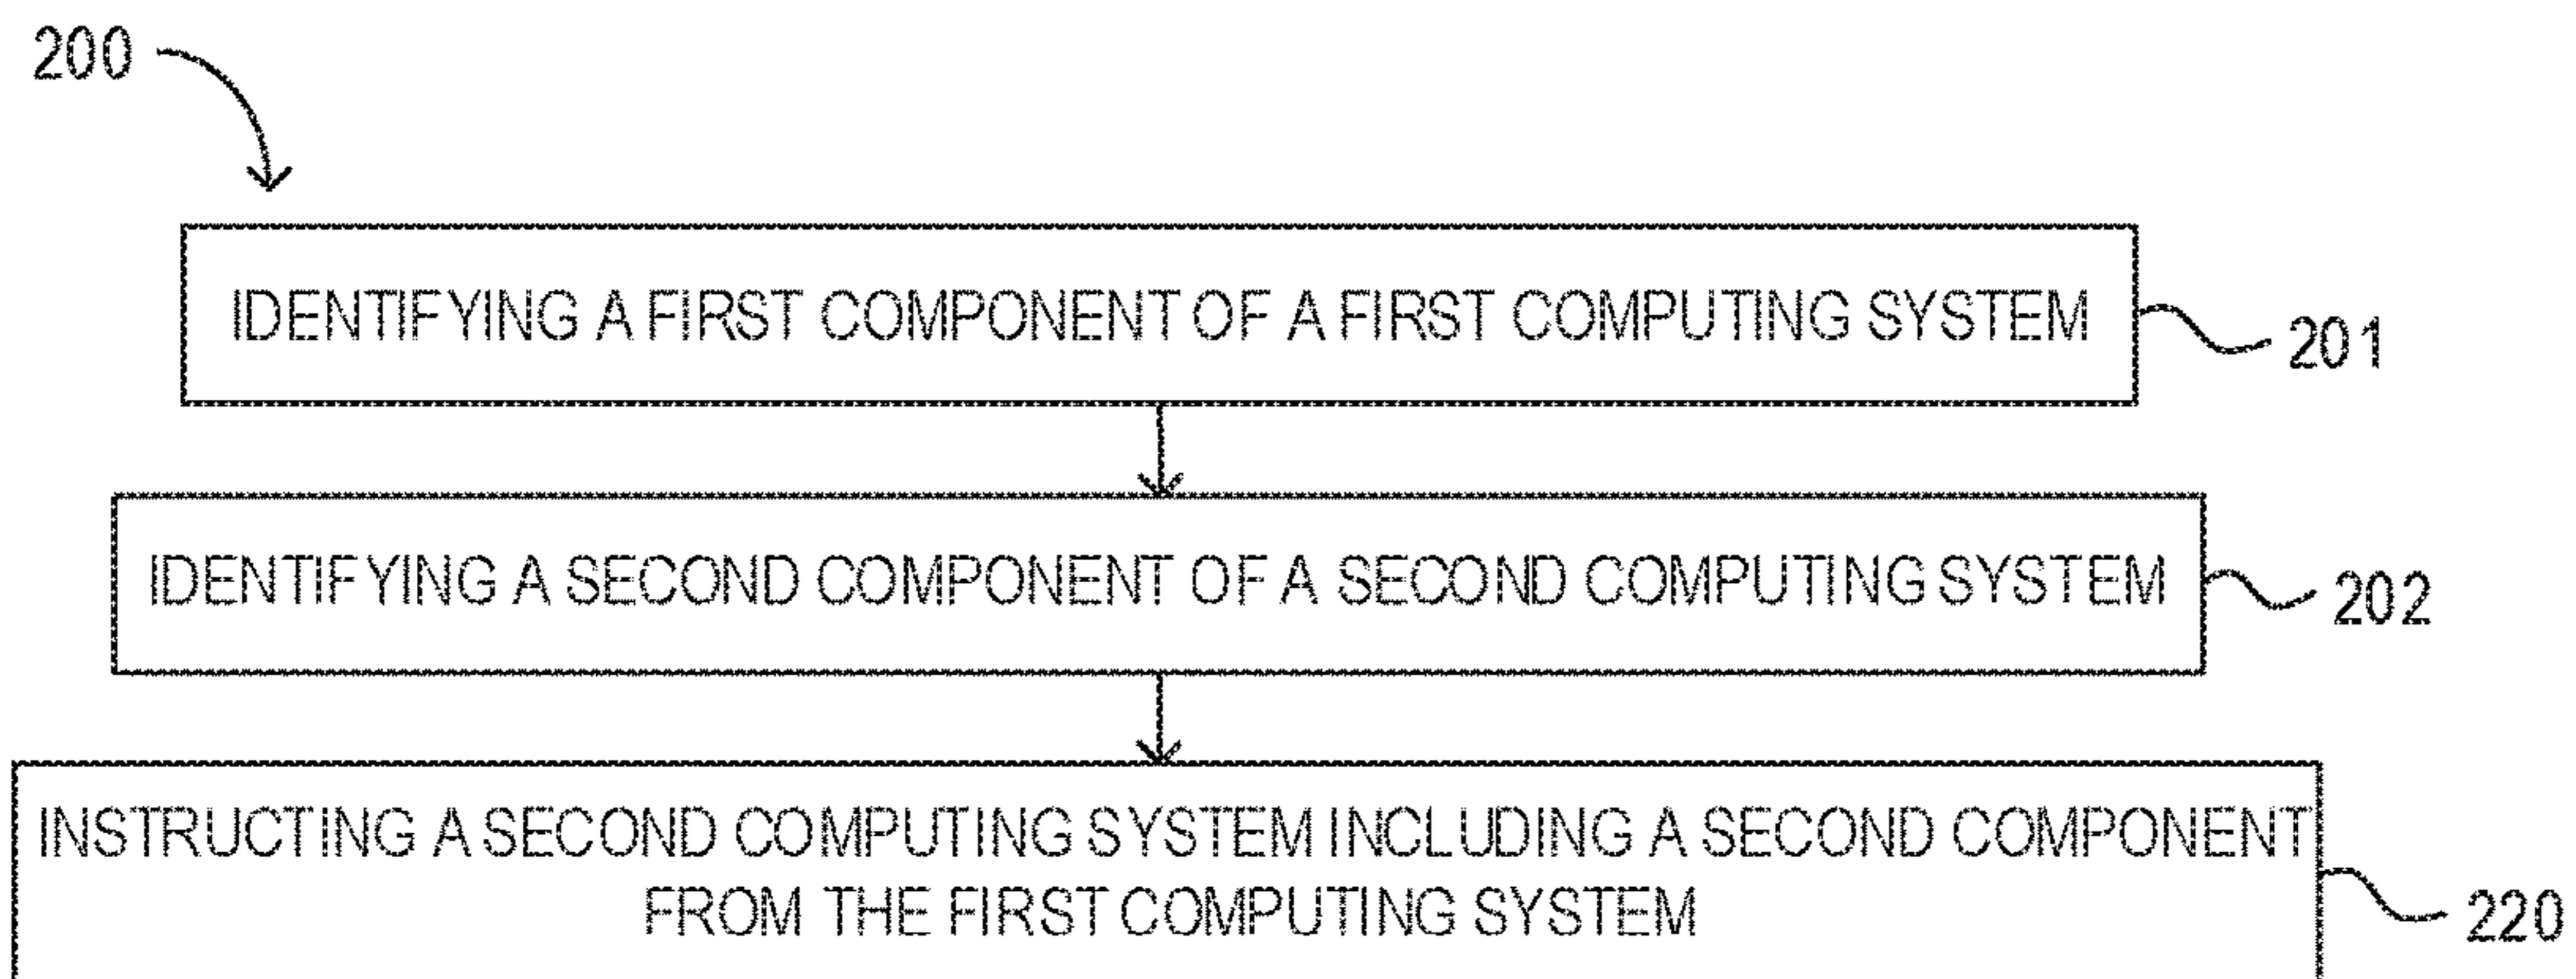 200
IDENTIFYING A FIRST COMPONENT OF A FIRST COMPUTING SYSTEM
201
IDENTIFYING A SECOND COMPONENT OF A SECOND COMPUTING SYSTEM
202
INSTRUCTING A SECOND COMPUTING SYSTEM INCLUDING A SECOND COMPONENT
FROM THE FIRST COMPUTING SYSTEM
220